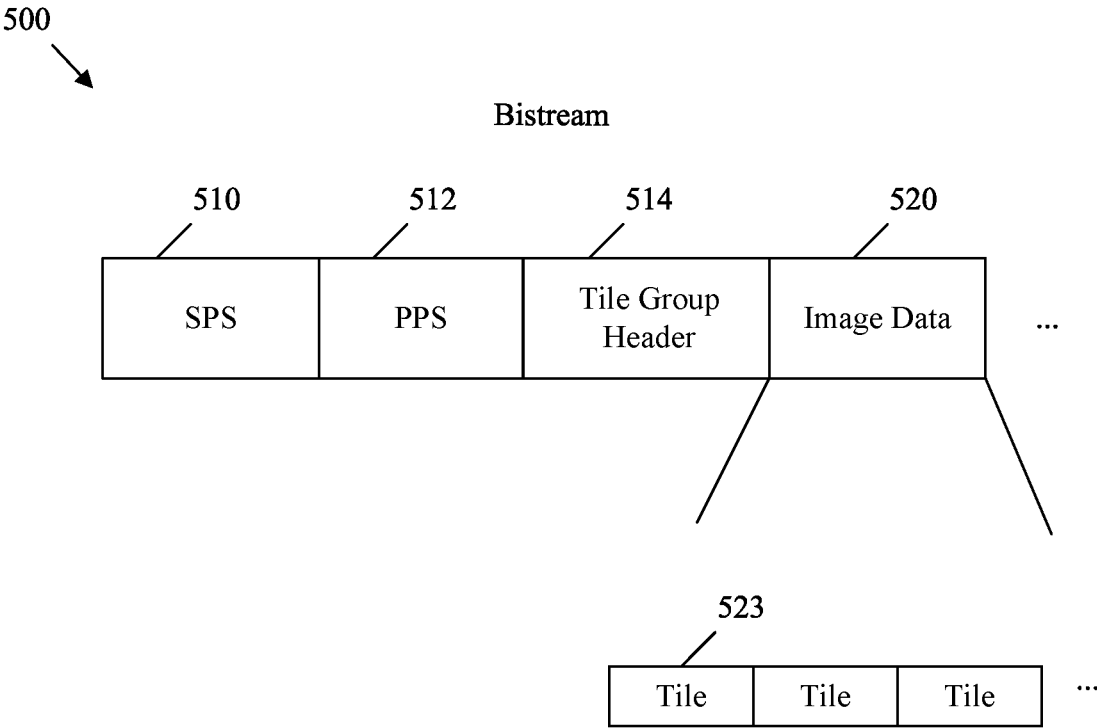 500
Bistream
510 512 514 520
SPS PPS Tile Group Header Image Data ...
523
Tile Tile Tile ...